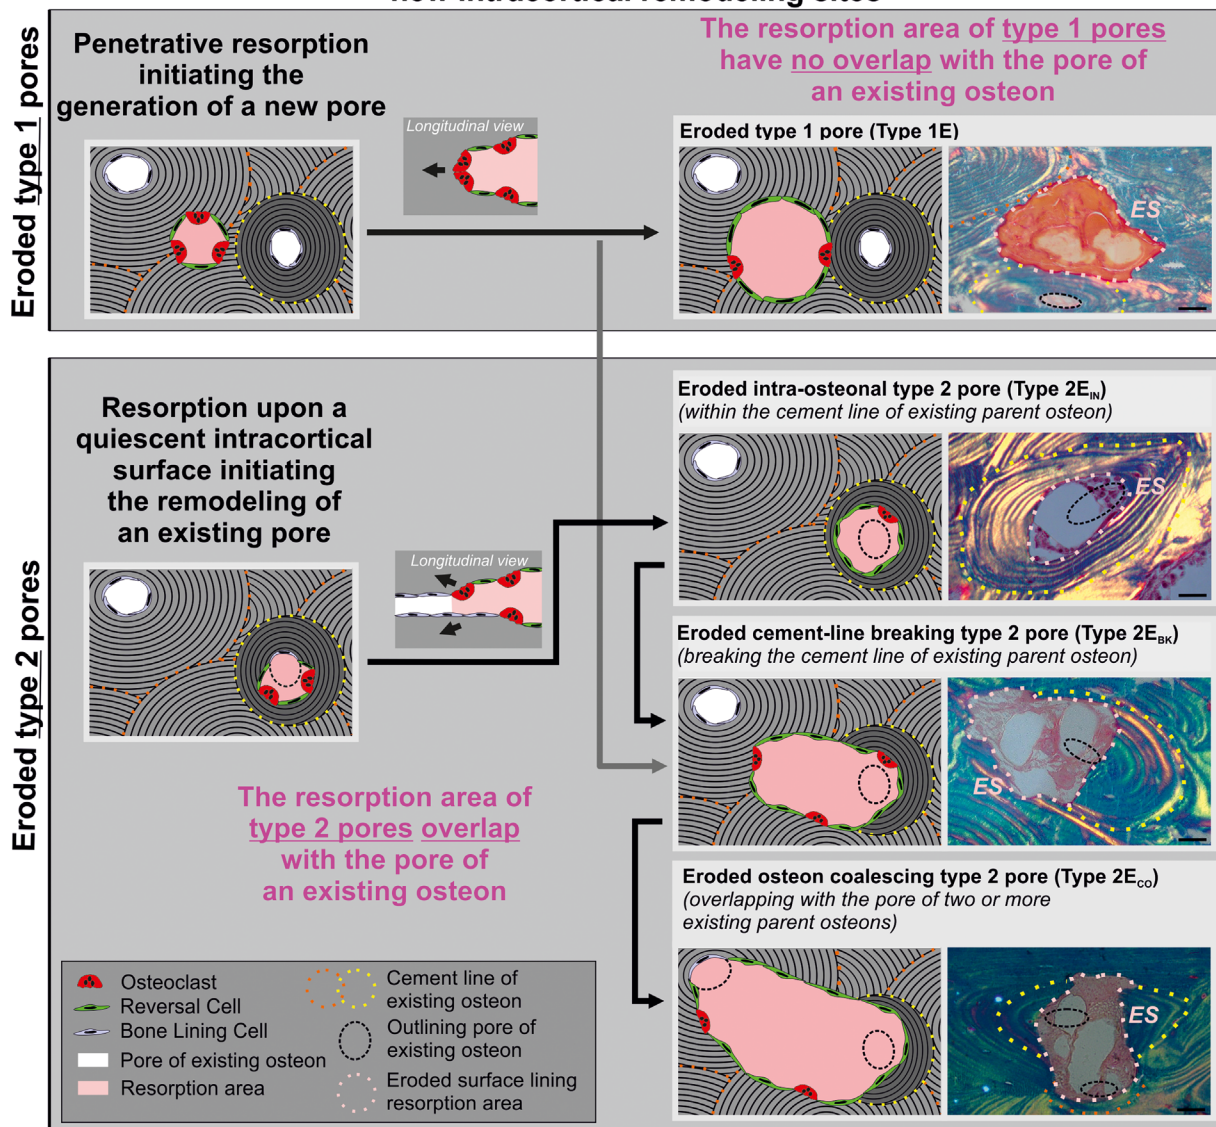 new intracortical remodeling sites
Eroded type 1 pores
Penetrative resorption
initiating the
generation of a new pore
Longitudinal view
The resorption area of type 1 pores
have no overlap with the pore of
an existing osteon
Eroded type 1 pore (Type 1E)
ES
Eroded type 2 pores
Resorption upon a
quiescent intracortical
surface initiating
the remodeling of
an existing pore
Longitudinal view
The resorption area of
type 2 pores overlap
with the pore of
an existing osteon
Eroded intra-osteonal type 2 pore (Type 2EIN)
(within the cement line of existing parent osteon)
ES
Eroded cement-line breaking type 2 pore (Type 2EBK)
(breaking the cement line of existing parent osteon)
ES
Eroded osteon coalescing type 2 pore (Type 2ECO)
(overlapping with the pore of two or more
existing parent osteons)
ES
Osteoclast
Reversal Cell
Bone Lining Cell
Pore of existing osteon
Resorption area
Cement line of
existing osteon
Outlining pore of
existing osteon
Eroded surface lining
resorption area